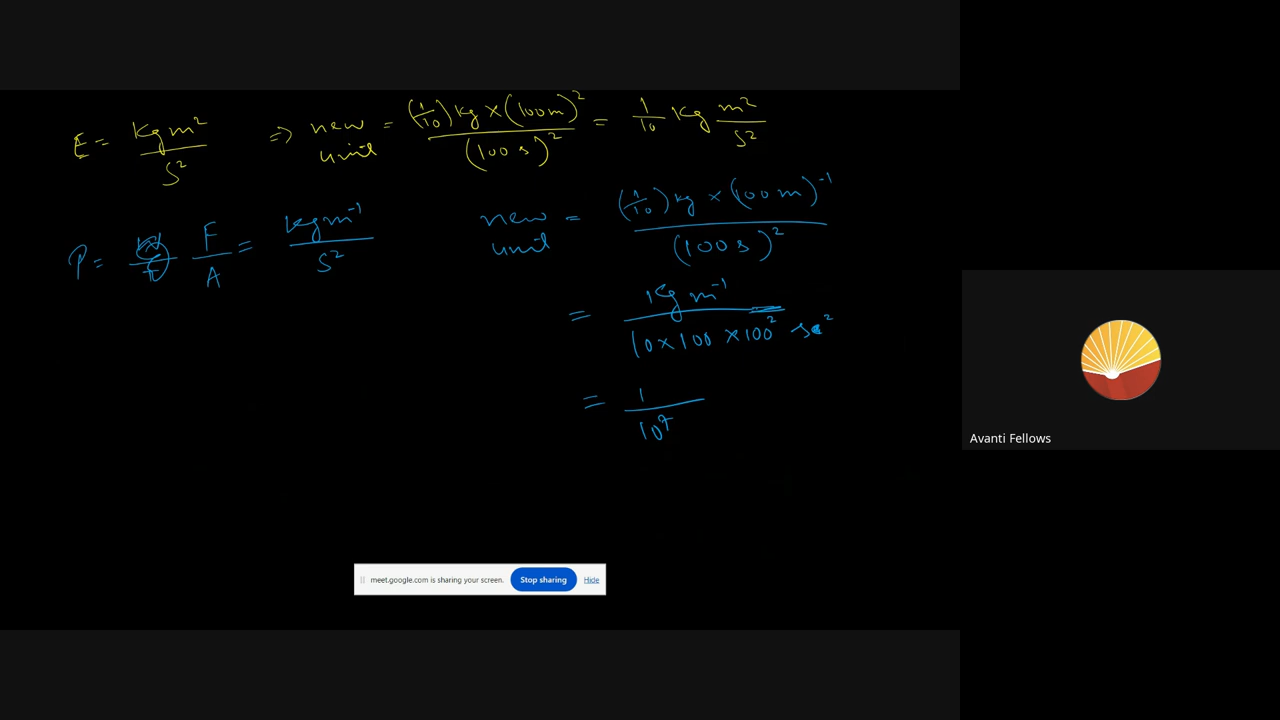 E = Kg m² / S² => new unit = (1/10) kg × (100m)² / (100 s)² = 1/10 Kg m² / s²
P = F / A = Kg m⁻¹ / s²
new unit = (1/10) kg × (100 m)⁻¹ / (100 s)²
= 1 Kg m⁻¹ / 10 × 100 × 100² s²
= 1 / 10⁷
Avanti Fellows
meet.google.com is sharing your screen. Stop sharing Hide